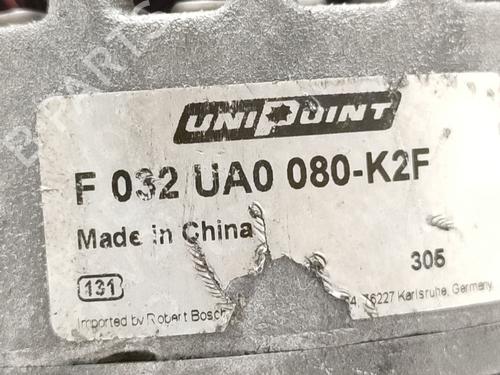 UNIPOINT
F 032 UA0 080-K2F
Made in China
305
131
Imported by Robert Bosch
76227 Karlsruhe, Germany